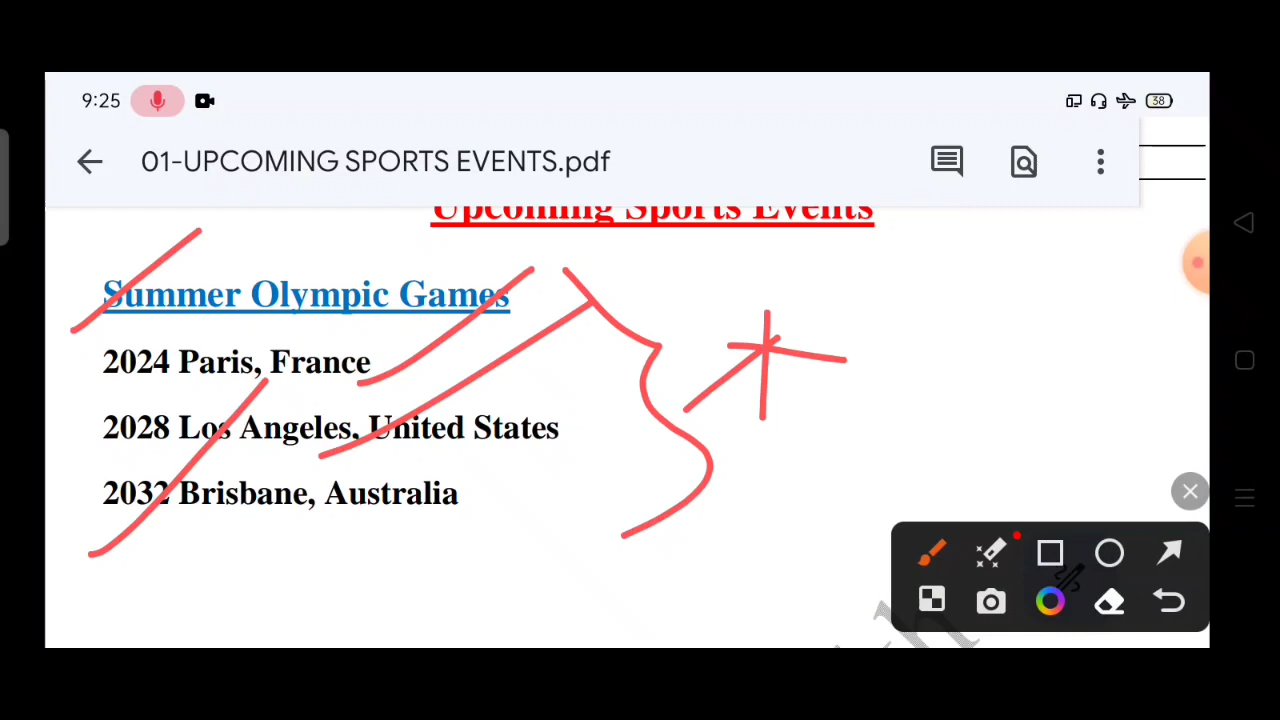 9:25
38
01-UPCOMING SPORTS EVENTS.pdf
Upcoming Sports Events
Summer Olympic Games
2024 Paris, France
2028 Los Angeles, United States
2032 Brisbane, Australia